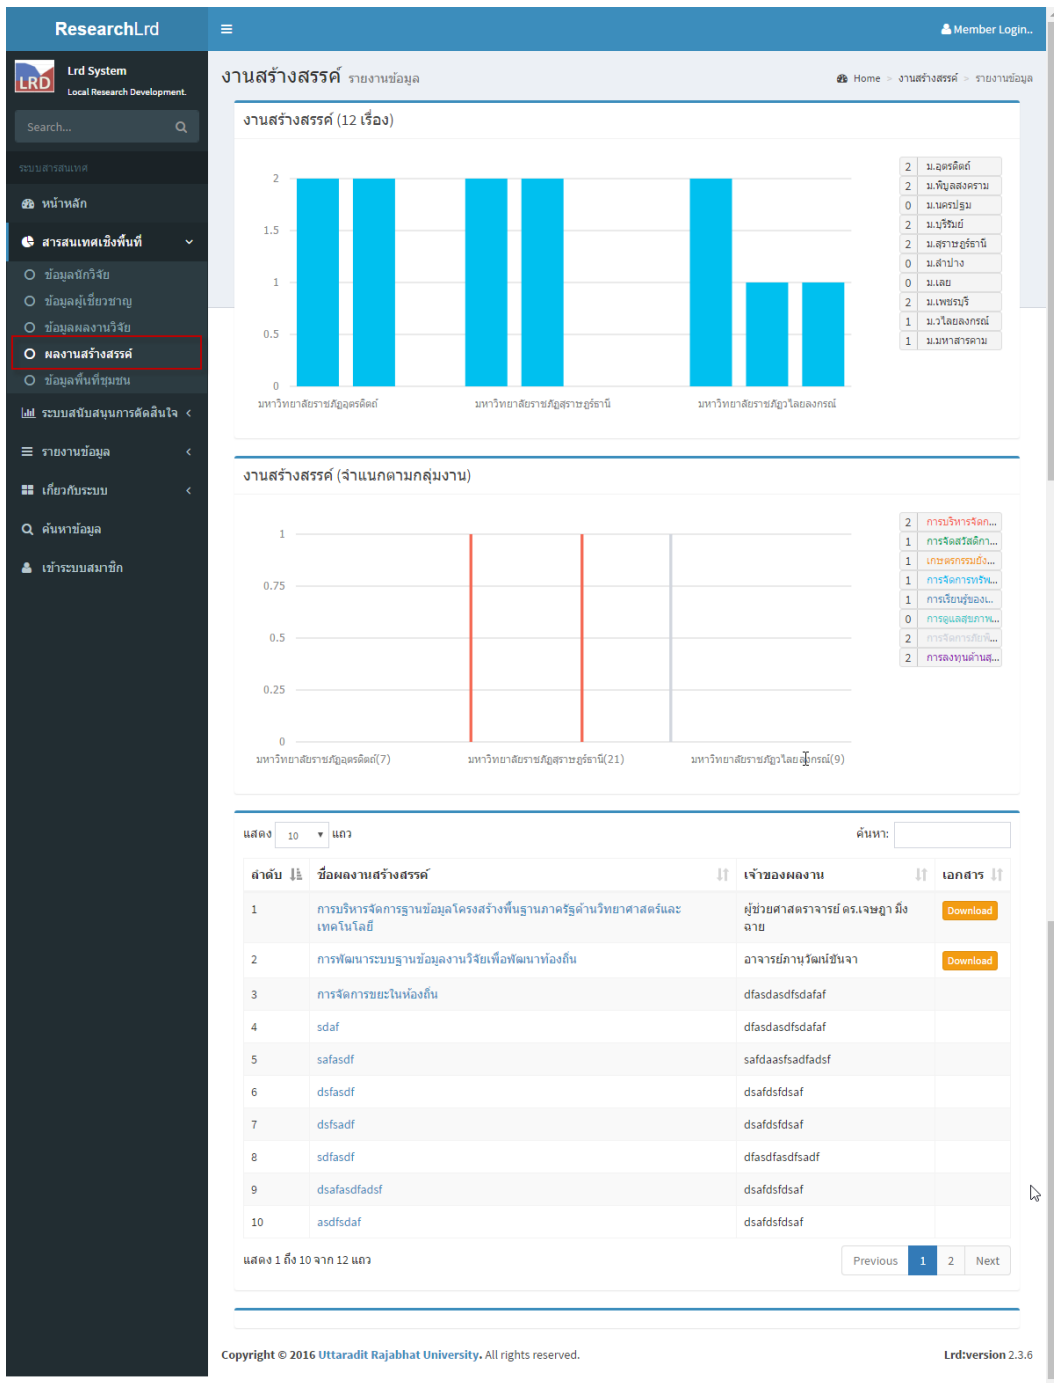 ResearchLrd
Member Login..
Lrd System
Local Research Development.
Search...
ระบบสารสนเทศ
หน้าหลัก
สารสนเทศเชิงพื้นที่
ข้อมูลนักวิจัย
ข้อมูลผู้เชี่ยวชาญ
ข้อมูลผลงานวิจัย
ผลงานสร้างสรรค์
ข้อมูลพื้นที่ชุมชน
ระบบสนับสนุนการตัดสินใจ
รายงานข้อมูล
เกี่ยวกับระบบ
ค้นหาข้อมูล
เข้าระบบสมาชิก
งานสร้างสรรค์ รายงานข้อมูล
Home > งานสร้างสรรค์ > รายงานข้อมูล
งานสร้างสรรค์ (12 เรื่อง)
2
1.5
1
0.5
0
มหาวิทยาลัยราชภัฏอุตรดิตถ์ มหาวิทยาลัยราชภัฏสุราษฎร์ธานี มหาวิทยาลัยราชภัฏวไลยลงกรณ์
2 ม.อุตรดิตถ์
2 ม.พิบูลสงคราม
0 ม.นครปฐม
2 ม.บุรีรัมย์
2 ม.สุราษฎร์ธานี
0 ม.ลำปาง
0 ม.เลย
2 ม.เพชรบุรี
1 ม.วไลยลงกรณ์
1 ม.มหาสารคาม
งานสร้างสรรค์ (จำแนกตามกลุ่มงาน)
1
0.75
0.5
0.25
0
มหาวิทยาลัยราชภัฏอุตรดิตถ์(7) มหาวิทยาลัยราชภัฏสุราษฎร์ธานี(21) มหาวิทยาลัยราชภัฏวไลยลงกรณ์(9)
2 การบริหารจัดก...
1 การจัดสวัสดิกา...
1 เกษตรกรรมยั่ง...
1 การจัดการทรัพ...
1 การเรียนรู้ของเ...
0 การดูแลสุขภาพ...
2 การจัดการภัยพิ...
2 การลงทุนด้านสุ...
แสดง 10 แถว
ค้นหา:
ลำดับ ชื่อผลงานสร้างสรรค์ เจ้าของผลงาน เอกสาร
1 การบริหารจัดการฐานข้อมูลโครงสร้างพื้นฐานภาครัฐด้านวิทยาศาสตร์และ ผู้ช่วยศาสตราจารย์ ดร.เจษฎา มิ่ง Download
เทคโนโลยี ฉาย
2 การพัฒนาระบบฐานข้อมูลงานวิจัยเพื่อพัฒนาท้องถิ่น อาจารย์ภานุวัฒน์ขันจา Download
3 การจัดการขยะในห้องถิ่น dfasdasdfsdafaf
4 sdaf dfasdasdfsdafaf
5 safasdf safdaasfsadfadsf
6 dsfasdf dsafdsfdsaf
7 dsfsadf dsafdsfdsaf
8 sdfasdf dfasdfasdfsadf
9 dsafasdfadsf dsafdsfdsaf
10 asdfsdaf dsafdsfdsaf
แสดง 1 ถึง 10 จาก 12 แถว
Previous 1 2 Next
Copyright © 2016 Uttaradit Rajabhat University. All rights reserved.
Lrd:version 2.3.6